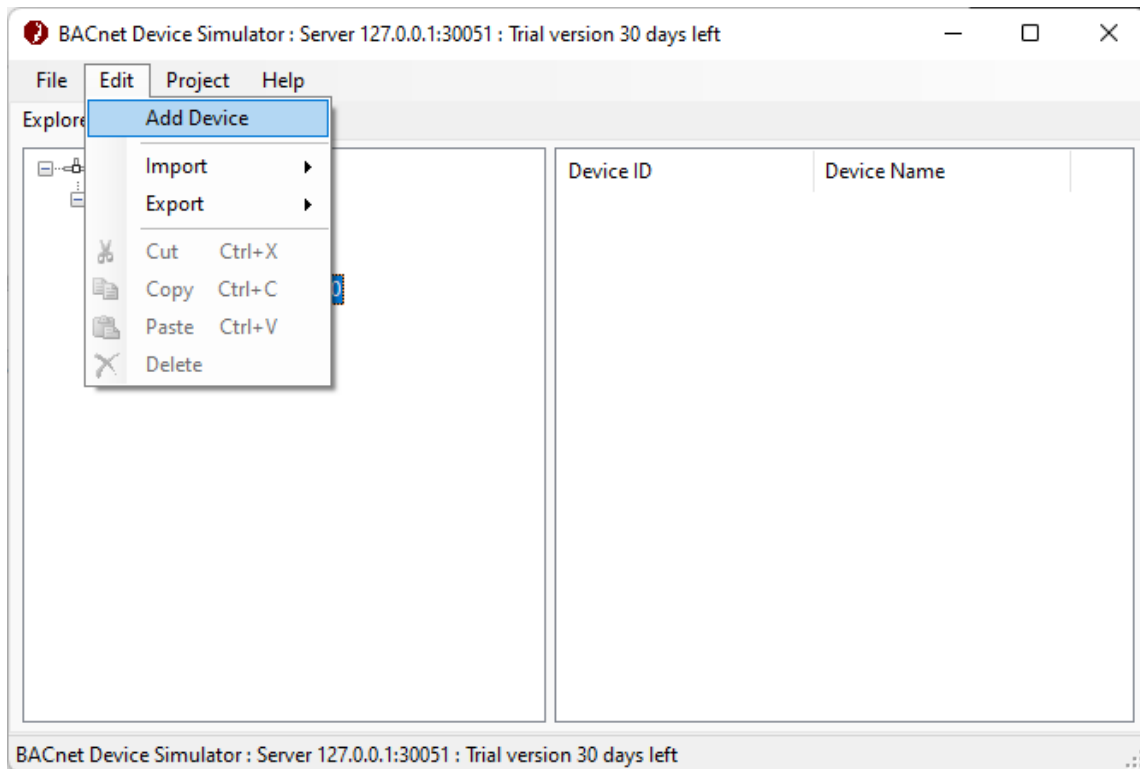 BACnet Device Simulator : Server 127.0.0.1:30051 : Trial version 30 days left
File Edit Project Help
Explore
Add Device
Import
Export
Cut Ctrl+X
Copy Ctrl+C
Paste Ctrl+V
Delete
Device ID Device Name
BACnet Device Simulator : Server 127.0.0.1:30051 : Trial version 30 days left